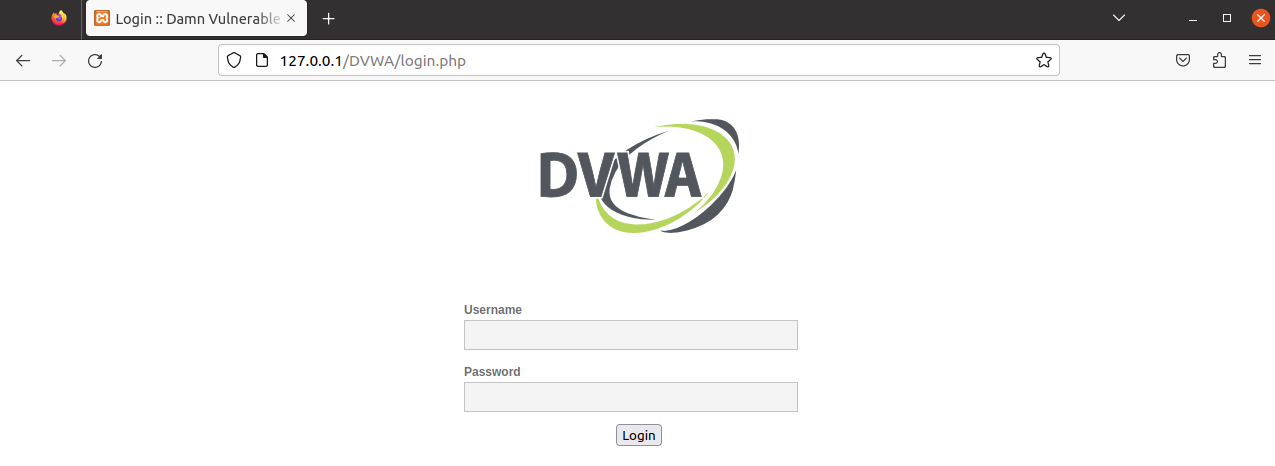 Login :: Damn Vulnerable
127.0.0.1/DVWA/login.php
DVWA
Username
Password
Login